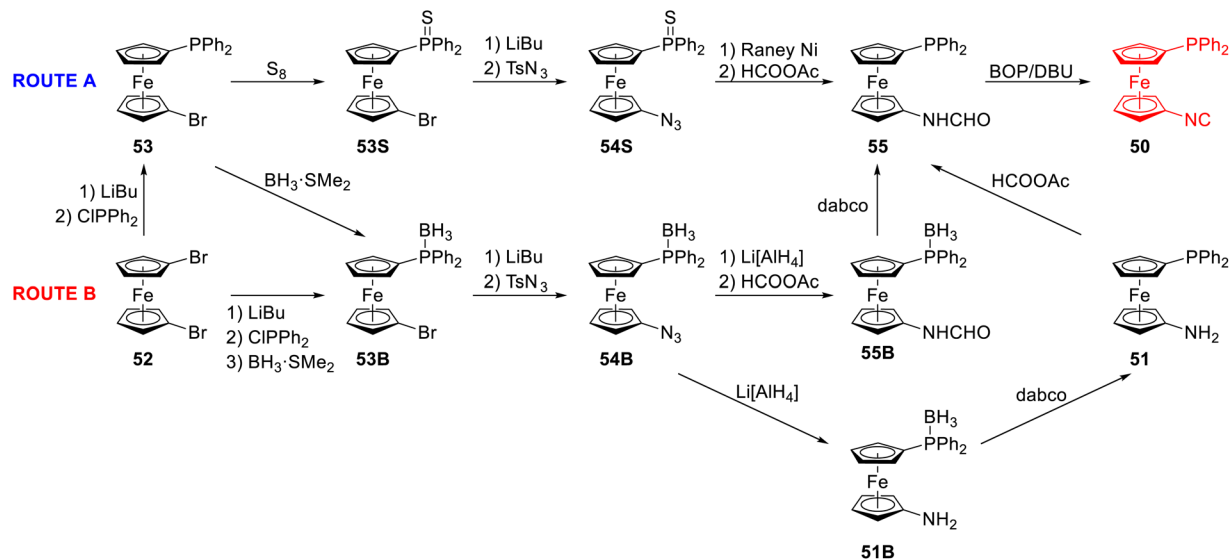 S
PPh2
PPh2
PPh2
PPh2
PPh2
1) LiBu
2) TsN3
1) Raney Ni
2) HCOOAc
ROUTE A
Fe
S8
Fe
Fe
Fe
BOP/DBU
Fe
Br
Br
N3
NHCHO
NC
53
53S
54S
55
50
S
1) LiBu
2) ClPPh2
BH3·SMe2
dabco
HCOOAc
BH3
BH3
BH3
Br
PPh2
PPh2
PPh2
PPh2
1) LiBu
2) TsN3
1) Li[AlH4]
2) HCOOAc
ROUTE B
Fe
Fe
Fe
Fe
Fe
1) LiBu
2) ClPPh2
3) BH3·SMe2
Br
Br
N3
NHCHO
NH2
52
53B
54B
55B
51
Li[AlH4]
dabco
BH3
PPh2
Fe
NH2
51B